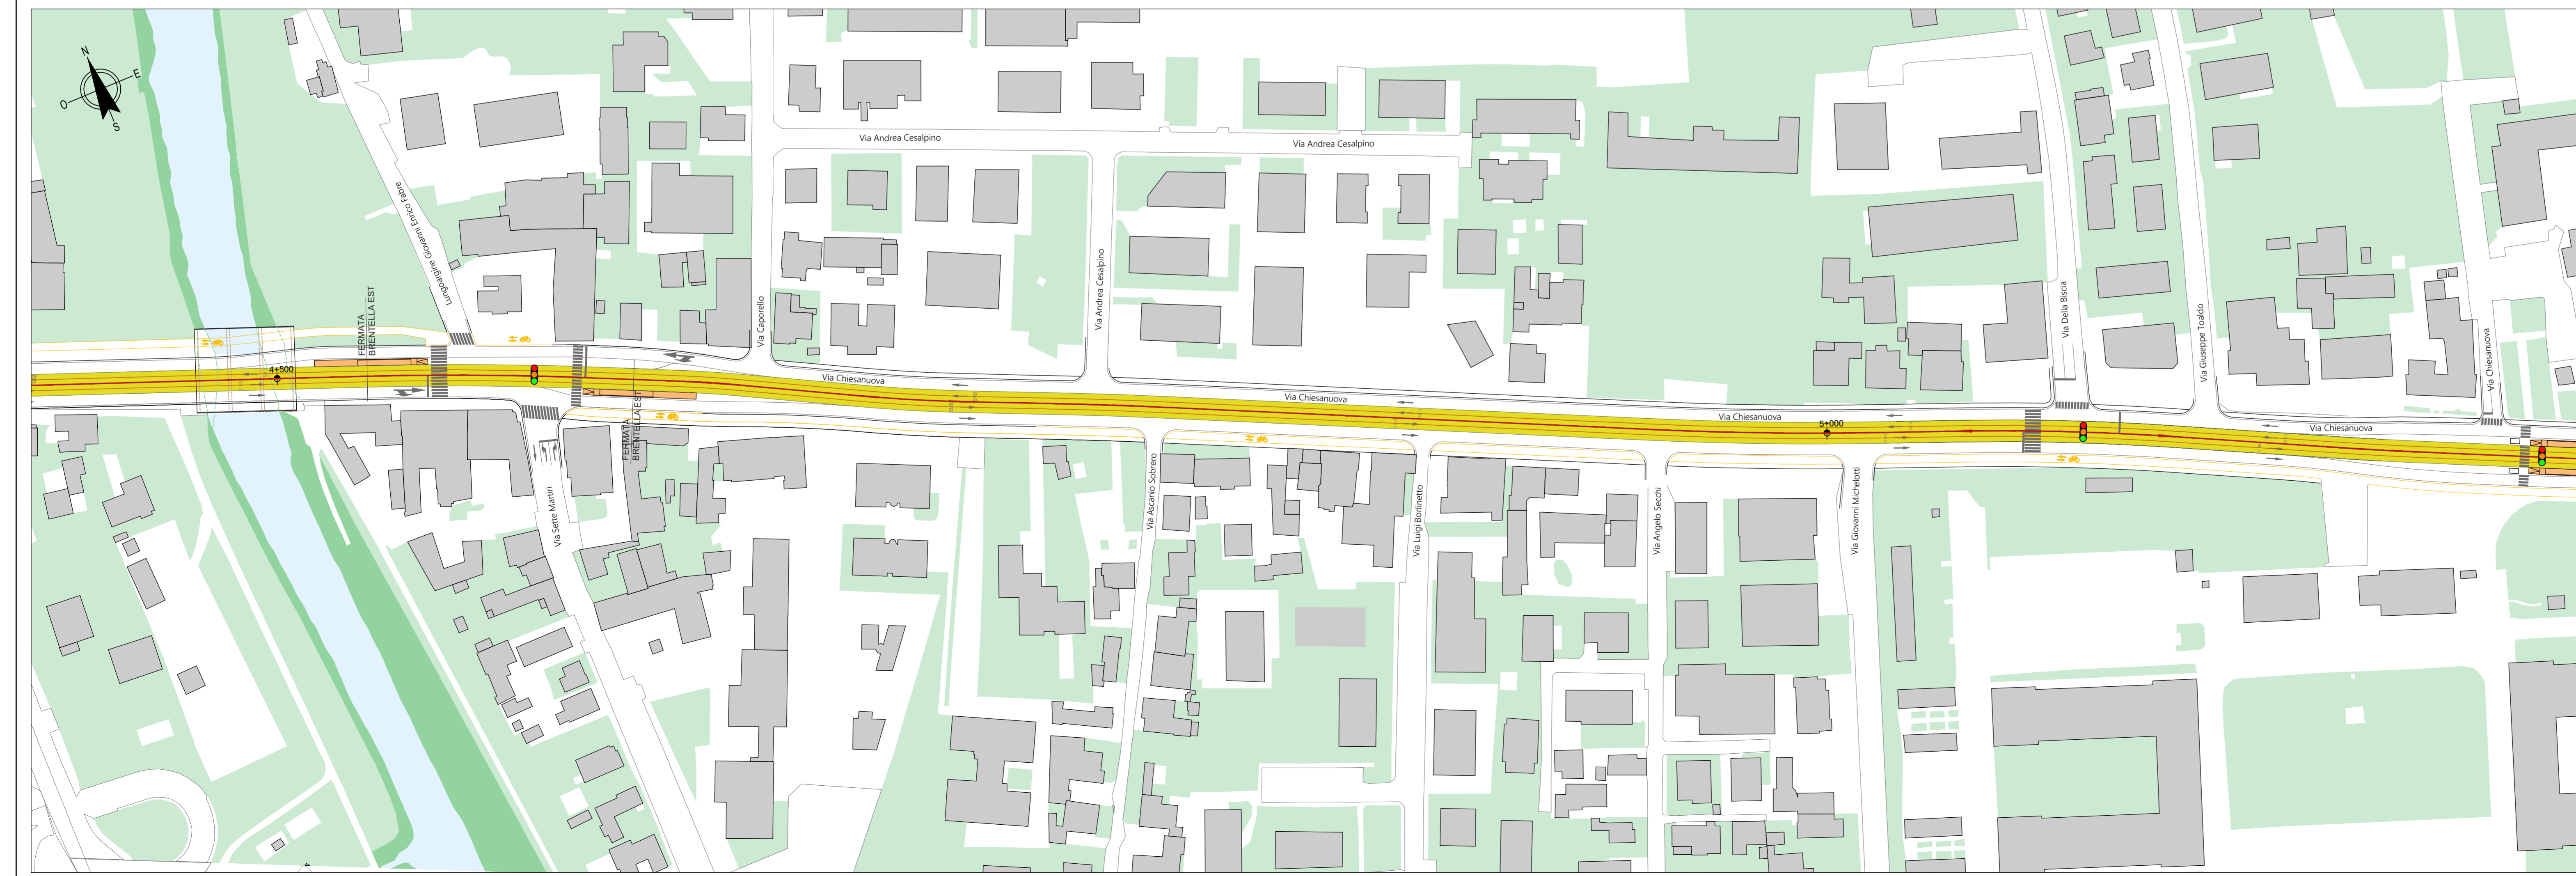 N
E
O
S
Lungoargine Giovanni Enrico Fabre
FERMATA
BRENTELLA EST
4+500
Via Caporello
Via Andrea Cesalpino
Via Andrea Cesalpino
Via Andrea Cesalpino
Via Chiesanuova
Via Chiesanuova
Via Chiesanuova
5+000
Via Della Biscia
Via Giuseppe Toaldo
Via Chiesanuova
Via Chiesanuova
FERMATA
BRENTELLA EST
Via Sette Martiri
Via Ascanio Sobrero
Via Luigi Borlinetto
Via Angelo Secchi
Via Giovanni Michelotti